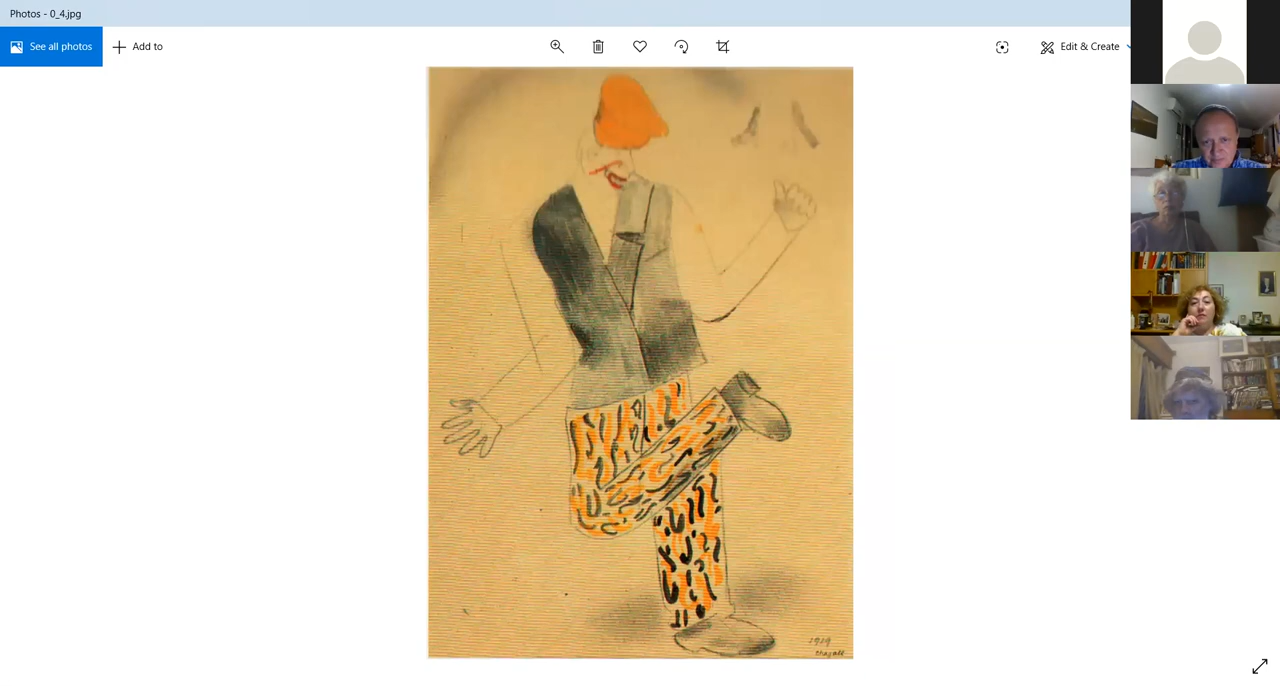 Photos - 0_4.jpg
See all photos
Add to
Edit & Create
1919
Chagall